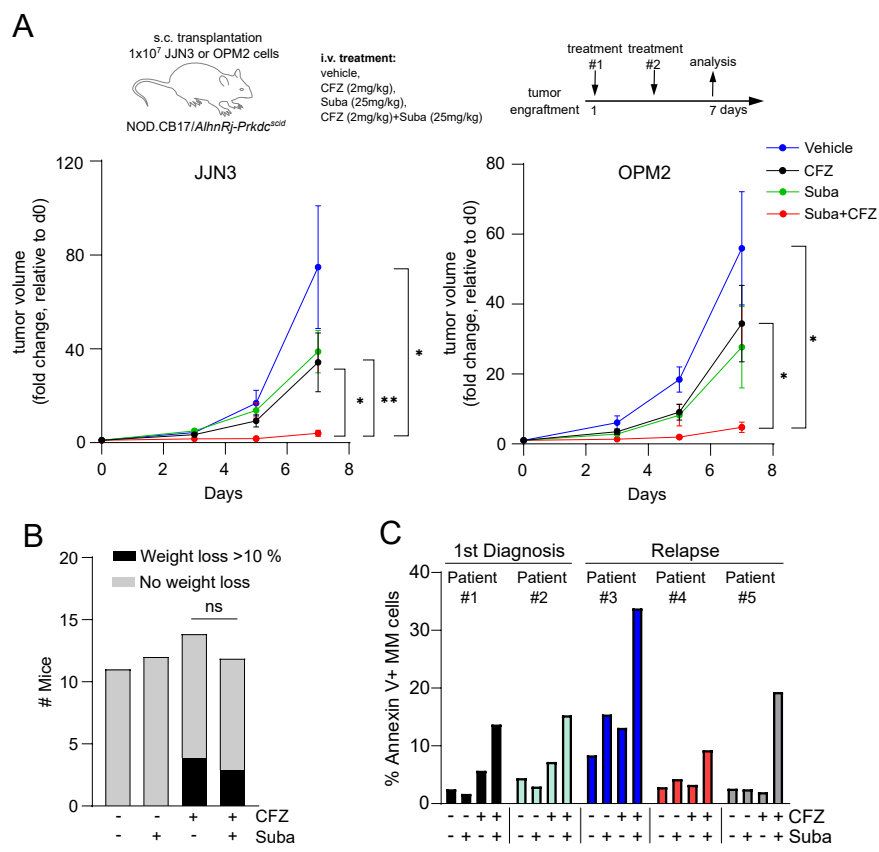 A
s.c. transplantation
1x10⁷ JJN3 or OPM2 cells
NOD.CB17/AlhnRj-Prkdcˢᶜⁱᵈ
i.v. treatment:
vehicle,
CFZ (2mg/kg),
Suba (25mg/kg),
CFZ (2mg/kg)+Suba (25mg/kg)
treatment treatment analysis
#1 #2
tumor
engraftment 1 7 days
JJN3
tumor volume
(fold change, relative to d0)
120
80
40
0
0 2 4 6 8
Days
* ** *
OPM2
tumor volume
(fold change, relative to d0)
80
60
40
20
0
0 2 4 6 8
Days
* *
Vehicle
CFZ
Suba
Suba+CFZ
B
Weight loss >10 %
No weight loss
ns
# Mice
20
15
10
5
0
- - + + CFZ
- + - + Suba
C
1st Diagnosis Relapse
Patient Patient Patient Patient Patient
#1 #2 #3 #4 #5
% Annexin V+ MM cells
40
30
20
10
0
- - + + - - + + - - + + - - + + - - + + CFZ
- + - + - + - + - + - + - + - + - + - + Suba